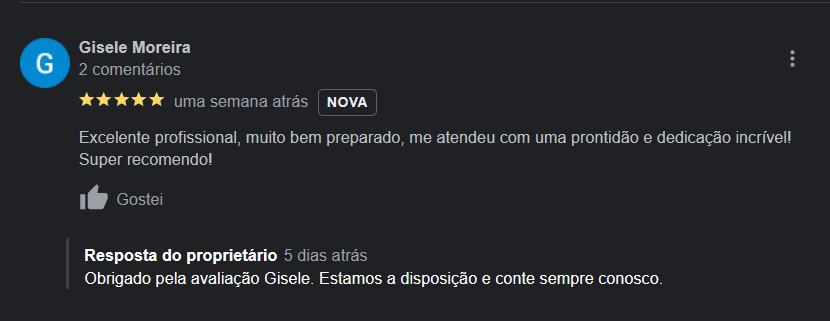 G
Gisele Moreira
2 comentários
uma semana atrás NOVA
Excelente profissional, muito bem preparado, me atendeu com uma prontidão e dedicação incrível!
Super recomendo!
Gostei
Resposta do proprietário 5 dias atrás
Obrigado pela avaliação Gisele. Estamos a disposição e conte sempre conosco.